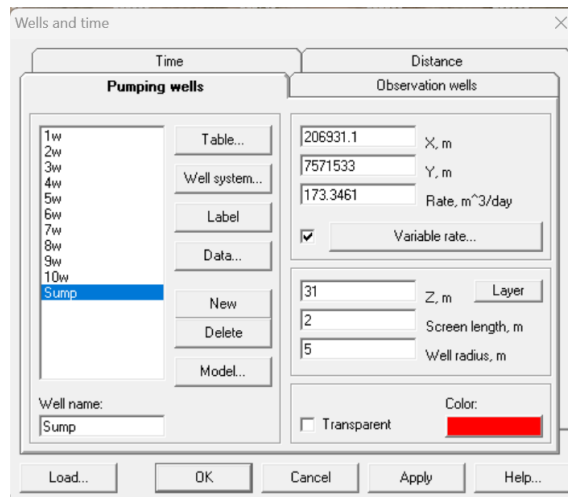 Wells and time
Time
Distance
Pumping wells
Observation wells
1w
2w
3w
4w
5w
6w
7w
8w
9w
10w
Sump
Table...
Well system...
Label
Data...
New
Delete
Model...
Well name:
Sump
206931.1 X, m
7571533 Y, m
173.3461 Rate, m^3/day
Variable rate...
31 Z, m Layer
2 Screen length, m
5 Well radius, m
Color:
Transparent
Load... OK Cancel Apply Help...